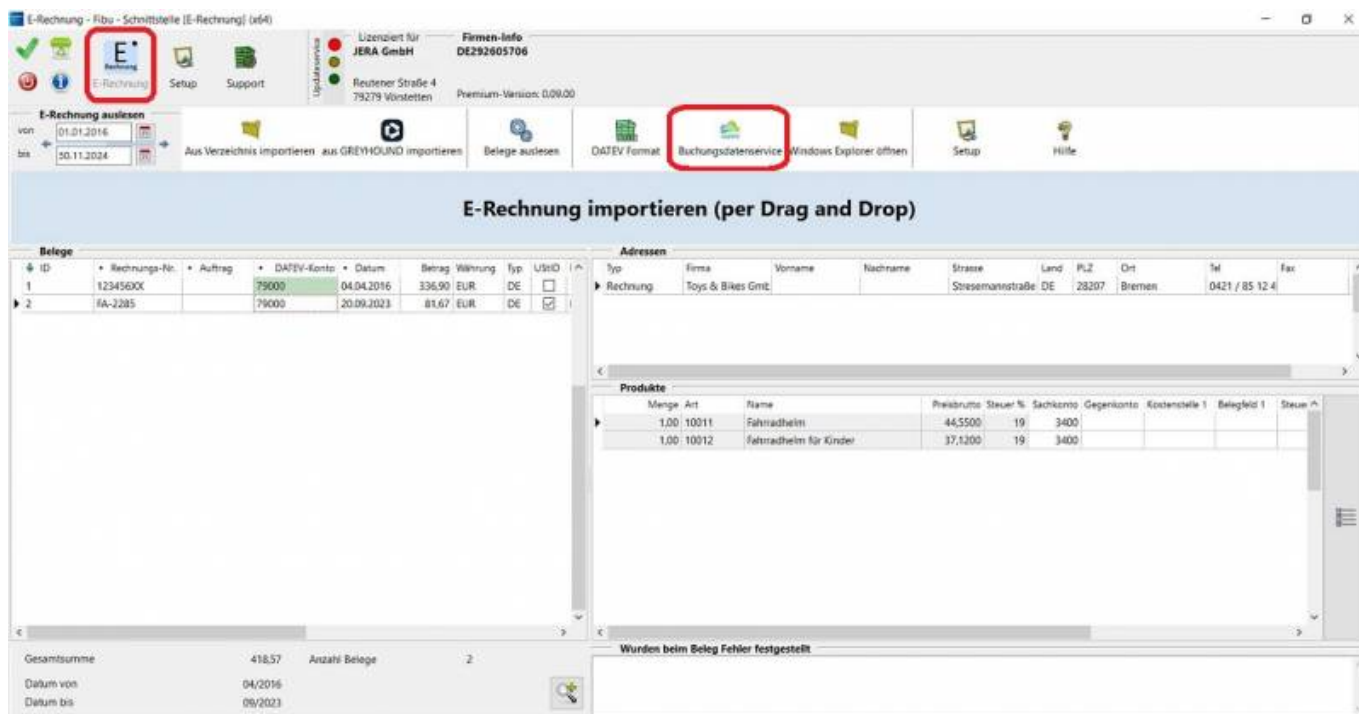 E-Rechnung - Fibu - Schnittstelle [E-Rechnung] (x64)
E
Rechnung
E-Rechnung
Setup
Support
Updateservice
Lizenziert für
JERA GmbH
Reutener Straße 4
79279 Vörstetten
Firmen-Info
DE292605706
Premium-Version: 0.09.00
E-Rechnung auslesen
von 01.01.2016
bis 30.11.2024
Aus Verzeichnis importieren
aus GREYHOUND importieren
Belege auslesen
DATEV Format
Buchungsdatenservice
Windows Explorer öffnen
Setup
Hilfe
E-Rechnung importieren (per Drag and Drop)
Belege
ID Rechnungs-Nr. Auftrag DATEV-Konto Datum Betrag Währung Typ UStID
1 123456XX 79000 04.04.2016 336,90 EUR DE
2 FA-2285 79000 20.09.2023 81,67 EUR DE
Gesamtsumme 418,57 Anzahl Belege 2
Datum von 04/2016
Datum bis 09/2023
Adressen
Typ Firma Vorname Nachname Strasse Land PLZ Ort Tel Fax
Rechnung Toys & Bikes Gmb Stresemannstraße DE 28207 Bremen 0421 / 85 12 4
Produkte
Menge Art Name Preisbrutto Steuer % Sachkonto Gegenkonto Kostenstelle 1 Belegfeld 1 Steue
1,00 10011 Fahrradhelm 44,5500 19 3400
1,00 10012 Fahrradhelm für Kinder 37,1200 19 3400
Wurden beim Beleg Fehler festgestellt